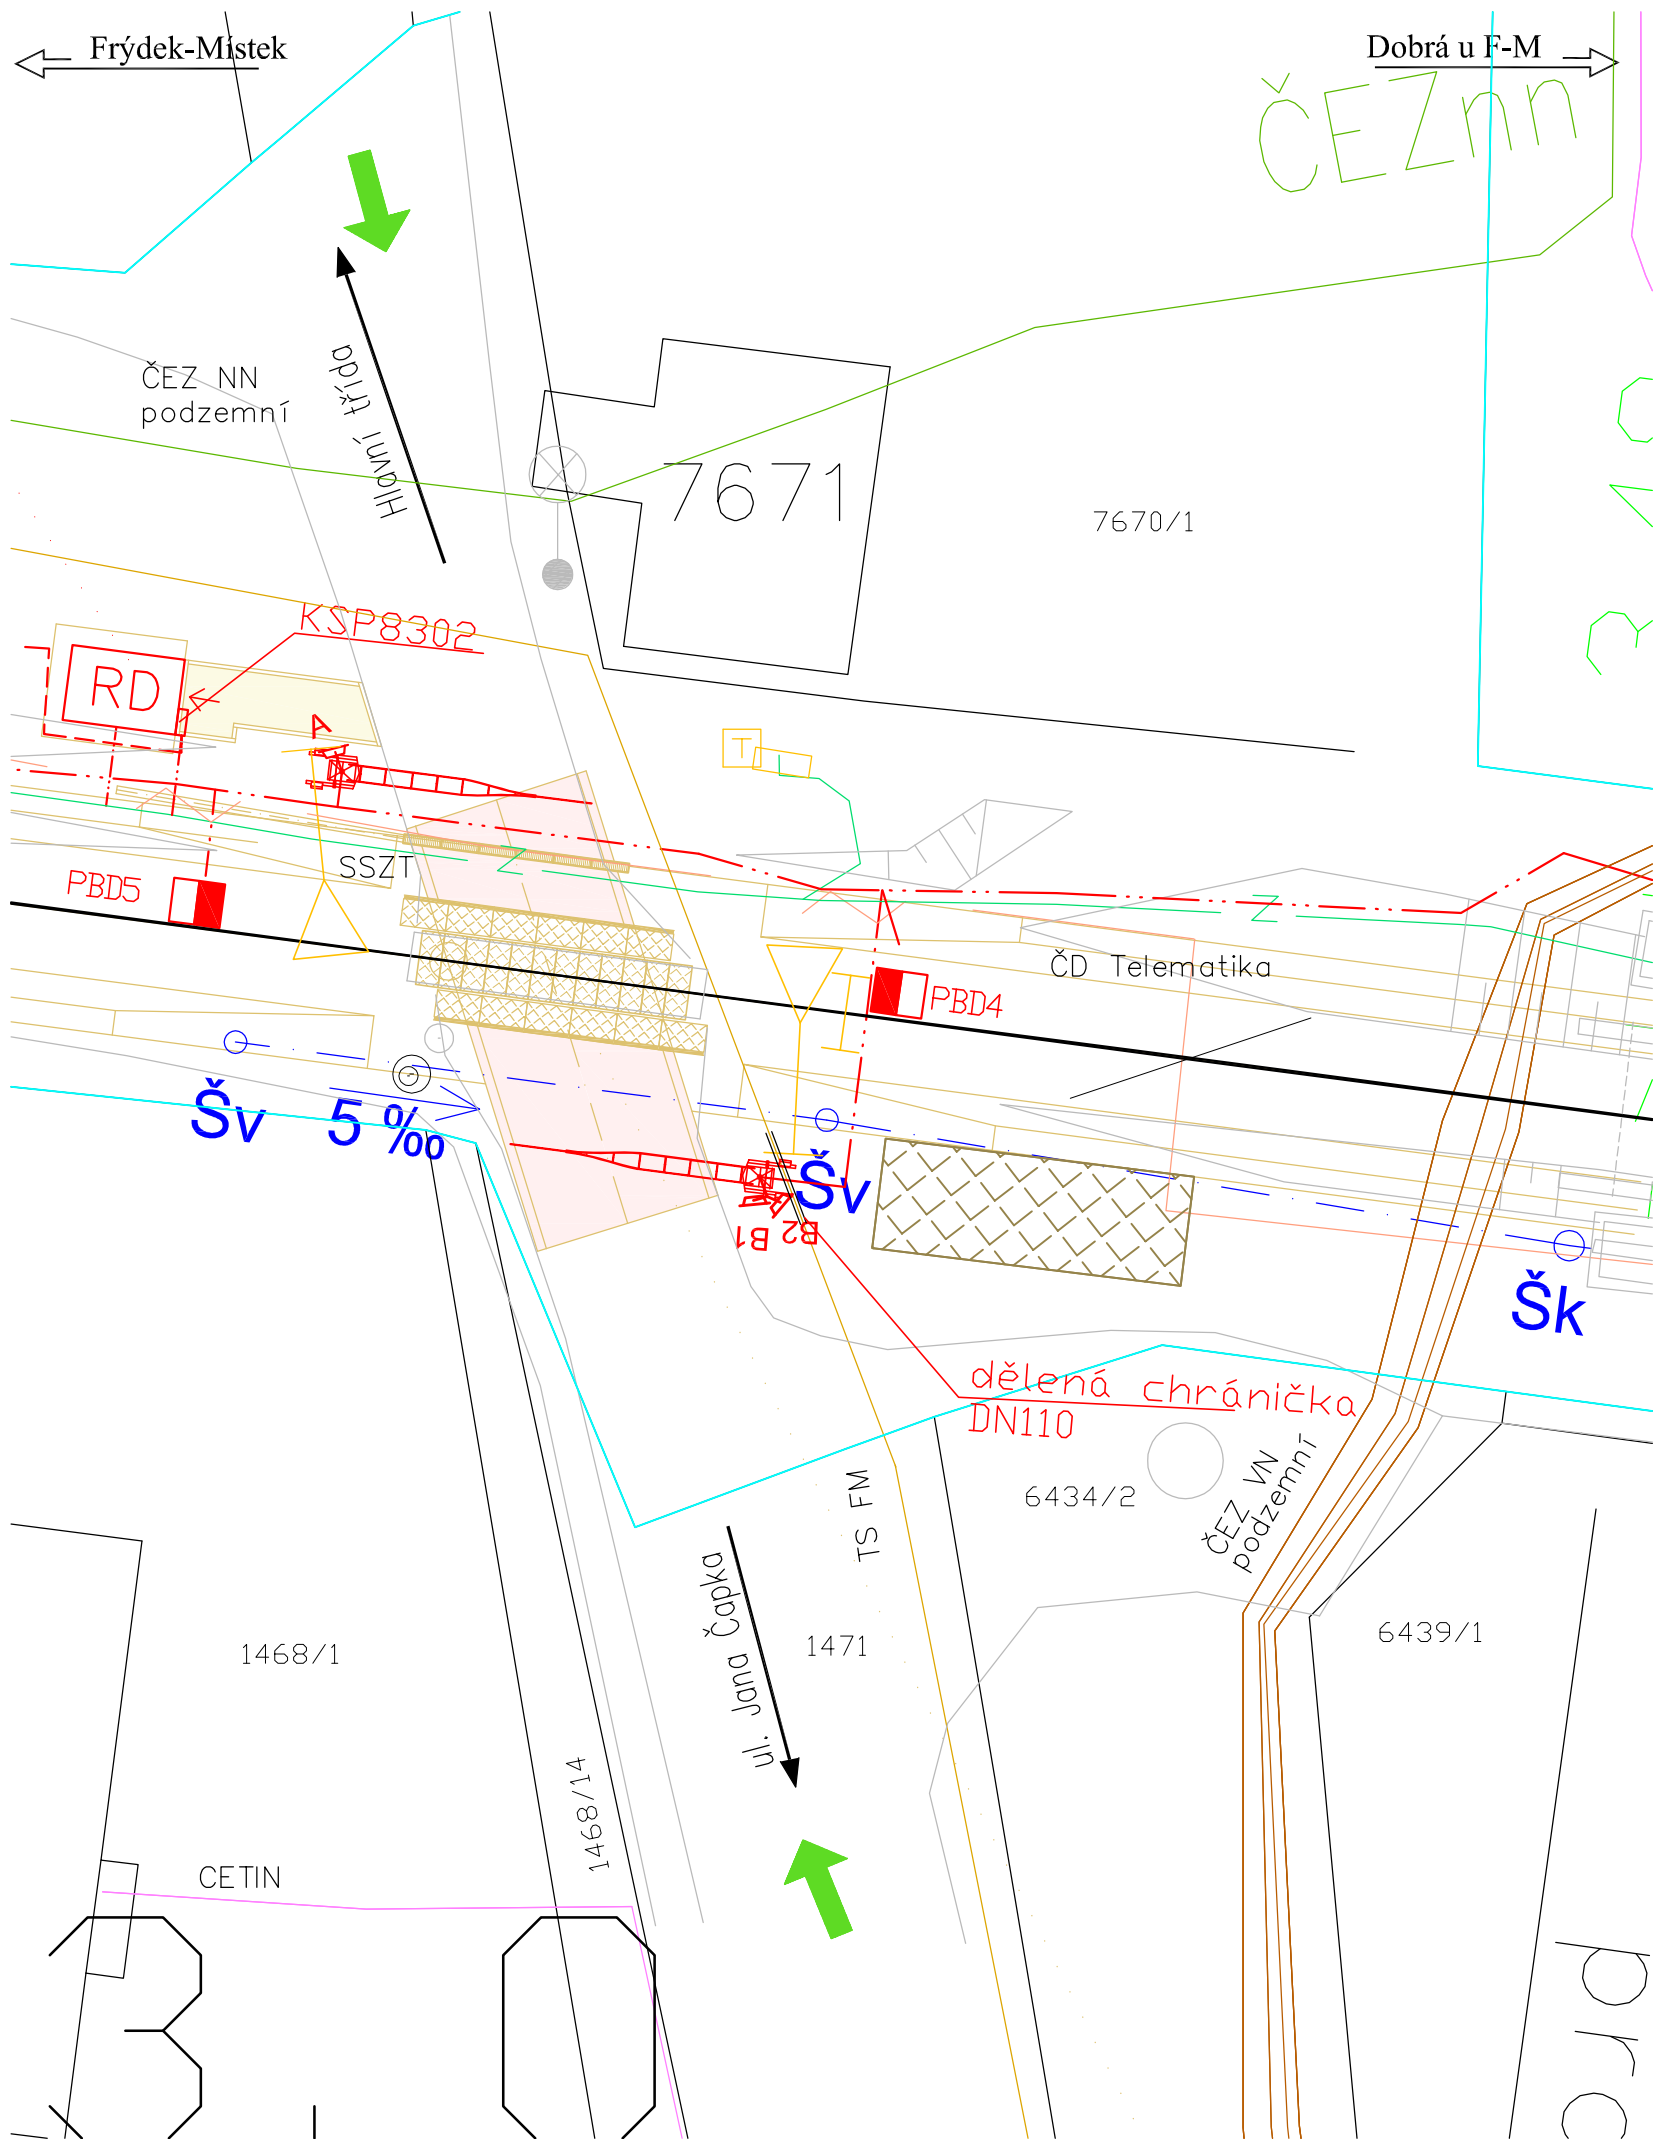 Frýdek-Místek
Dobrá u F-M
ČEZnn
ČEZ NN
podzemní
Hlavní třída
7671
7670/1
KSP8302
RD
A
T
SSZT
PBD5
Z
Z
ČD Telematika
PBD4
Šv
5 ‰
Šv
B1
B2
Šk
dělená chránička
DN110
TS FM
6434/2
ČEZ VN
podzemní
ul. Jana Čapka
1468/1
1471
6439/1
1468/14
CETIN